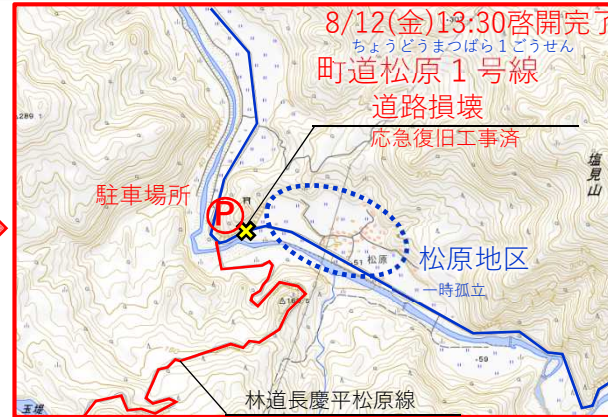 8/12(金)13:30啓開完了
ちょうどうまつばら1ごうせん
町道松原1号線
道路損壊
応急復旧工事済
塩見山
駐車場所
P
松原
松原地区
一時孤立
51
59
林道長慶平松原線
玉堤